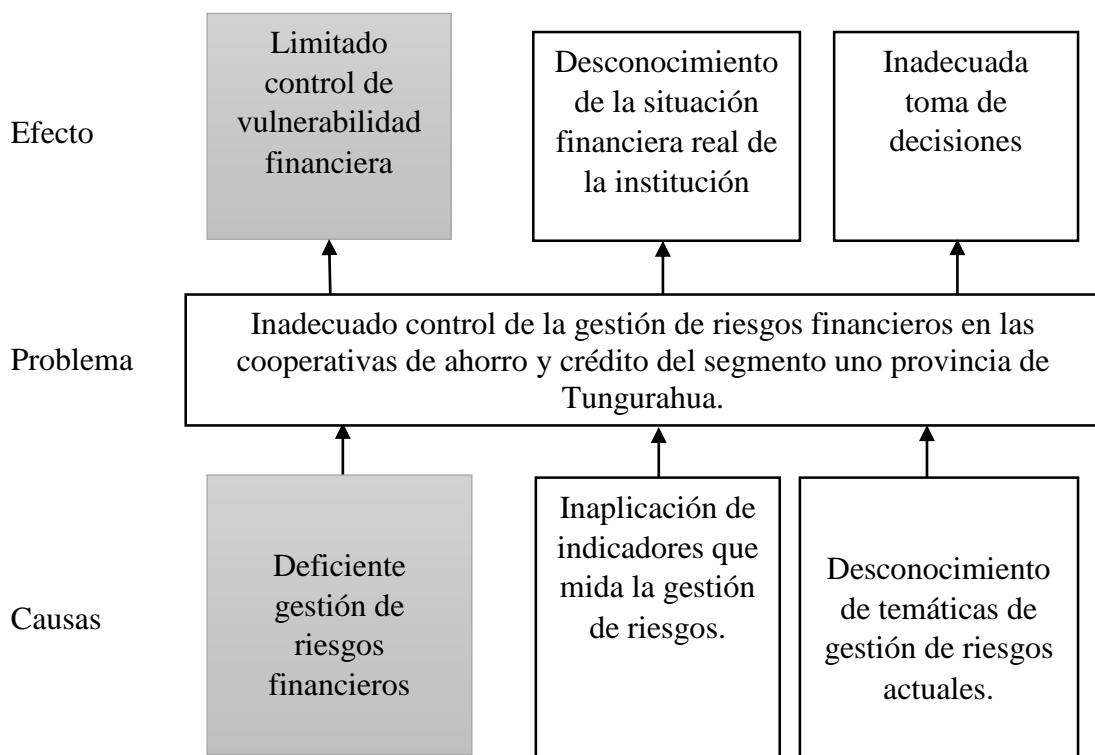 Efecto
Limitado
control de
vulnerabilidad
financiera
Desconocimiento
de la situación
financiera real de
la institución
Inadecuada
toma de
decisiones
Problema
Inadecuado control de la gestión de riesgos financieros en las
cooperativas de ahorro y crédito del segmento uno provincia de
Tungurahua.
Causas
Deficiente
gestión de
riesgos
financieros
Inaplicación de
indicadores que
mida la gestión
de riesgos.
Desconocimiento
de temáticas de
gestión de riesgos
actuales.